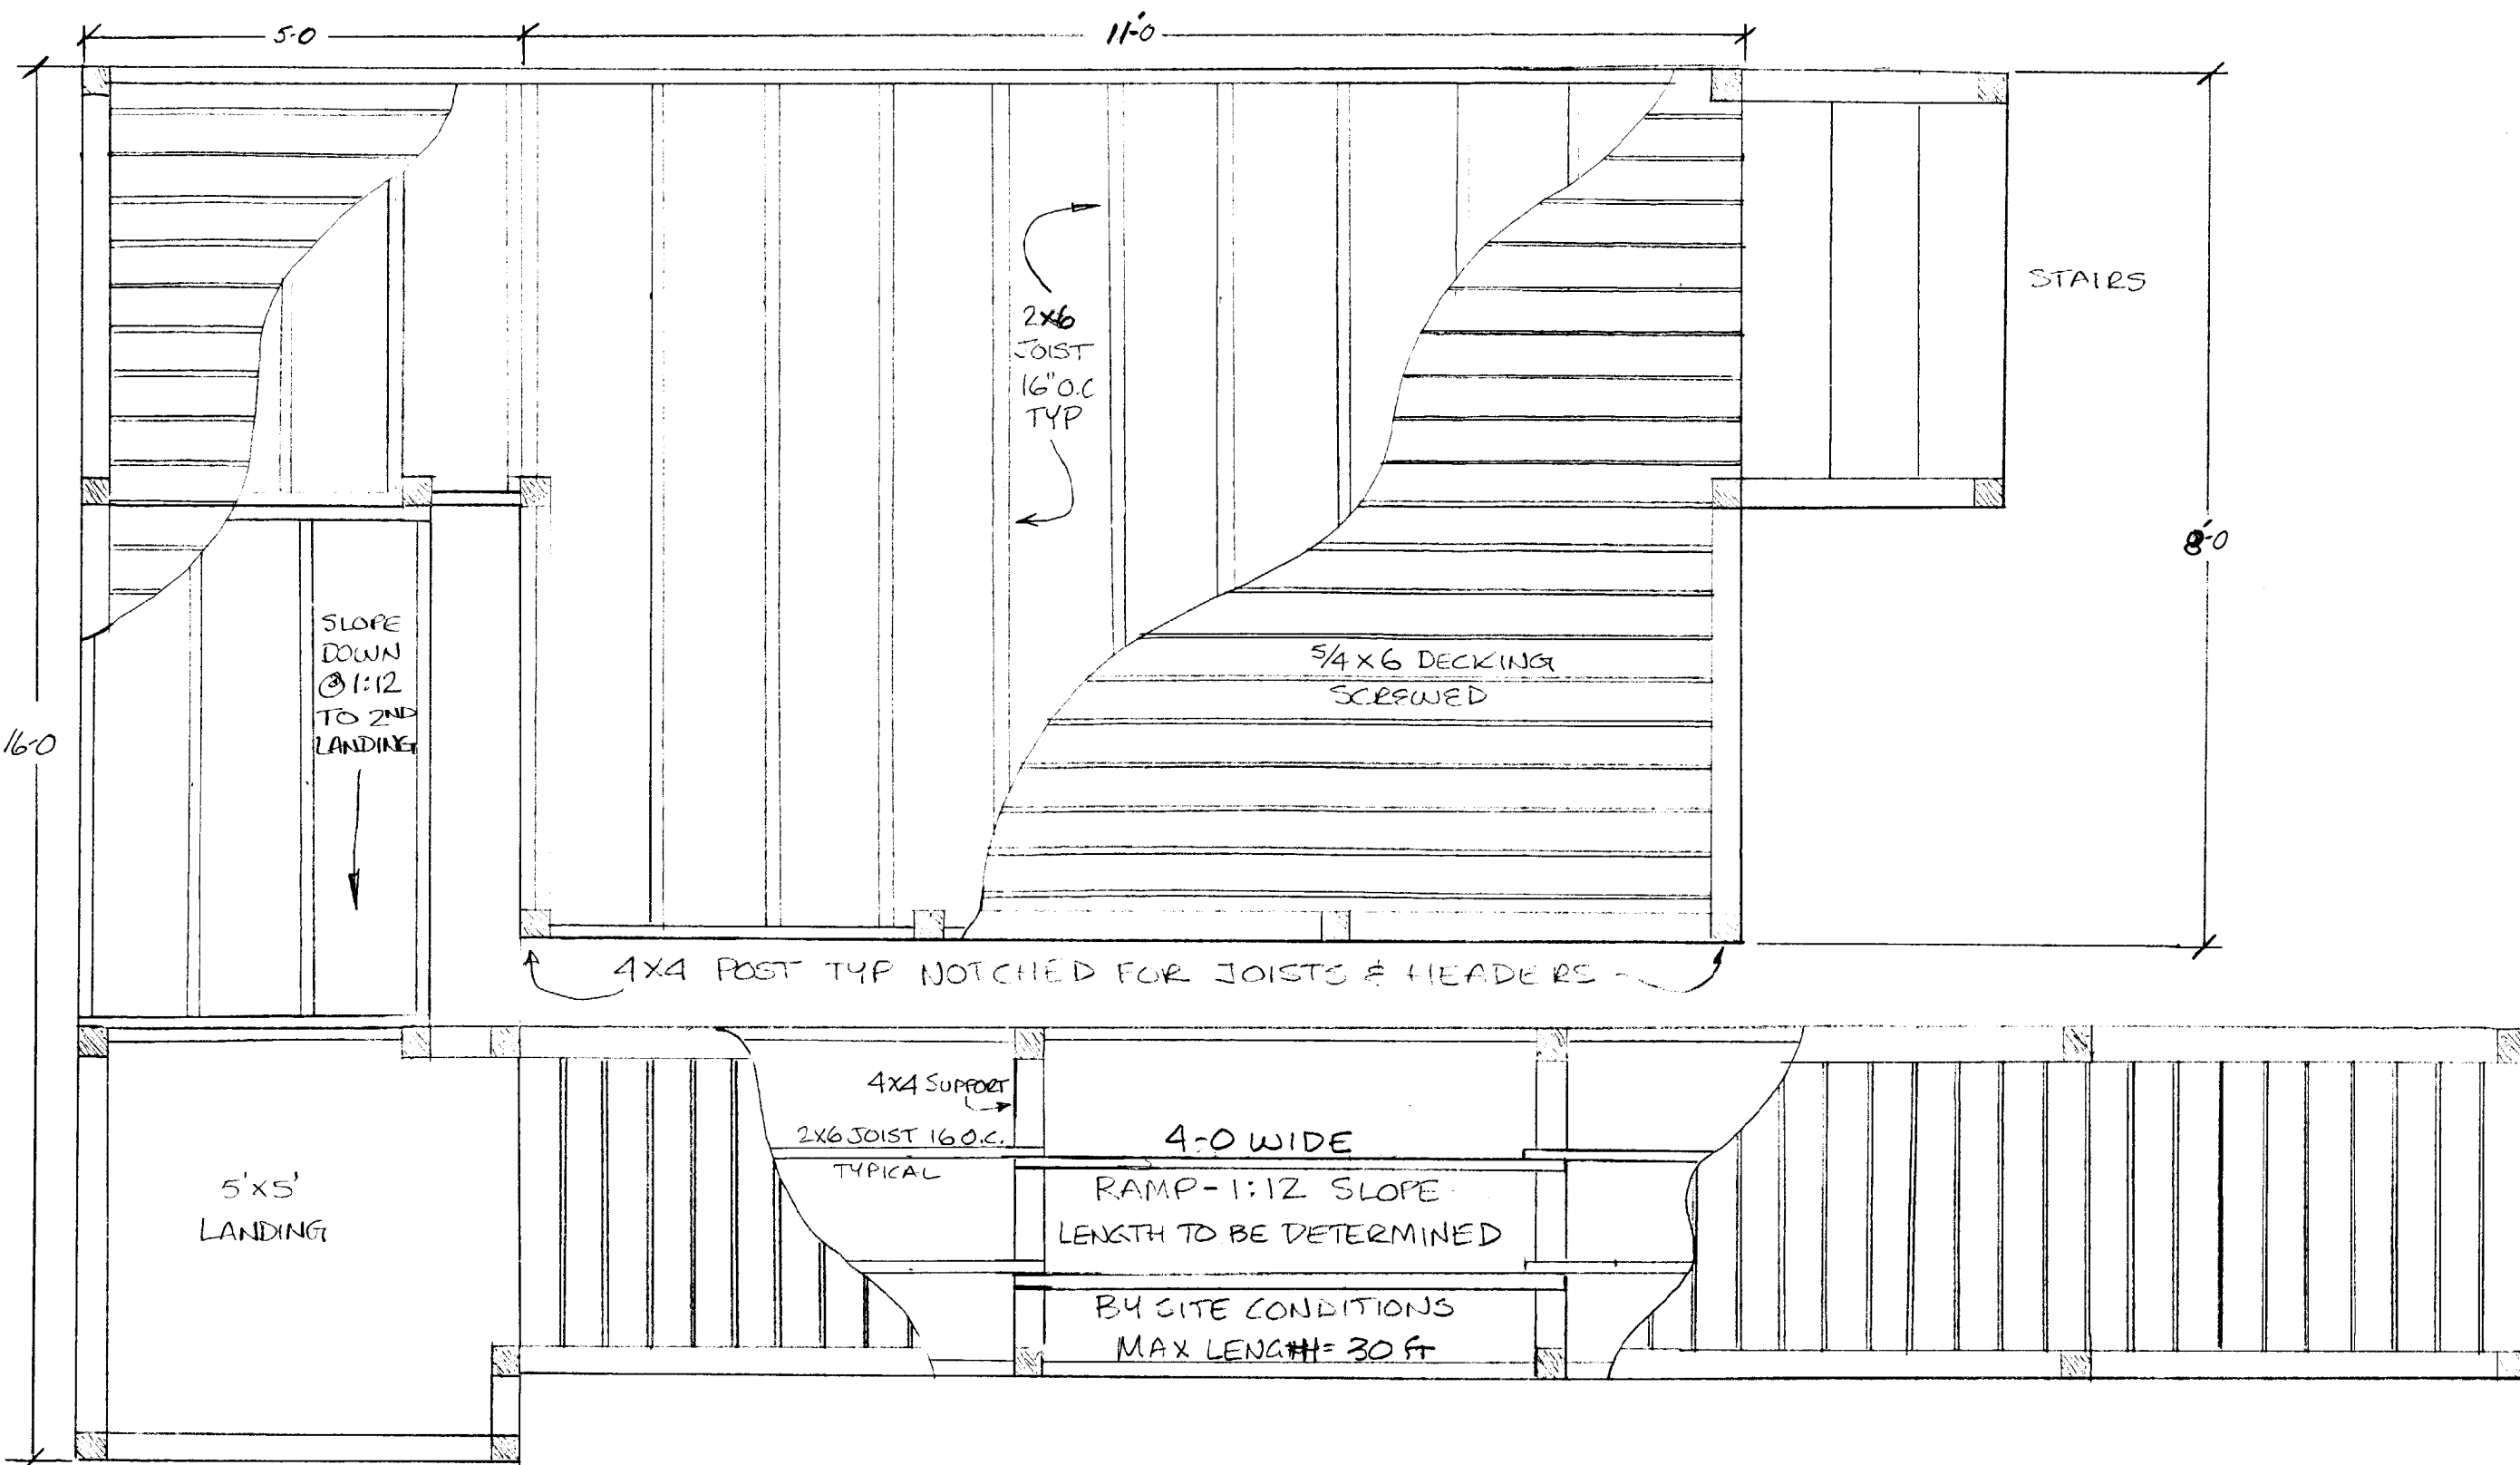 5-0
11'-0
STAIRS
2x6
JOIST
16" O.C
TYP
8'-0
SLOPE
DOWN
@ 1:12
TO 2ND
LANDING
5/4 x 6 DECKING
SCREWED
16-0
4X4 POST TYP NOTCHED FOR JOISTS & HEADERS -
4X4 SUPPORT
2X6 JOIST 16 O.C.
TYPICAL
4-0 WIDE
RAMP - 1:12 SLOPE
LENGTH TO BE DETERMINED
BY SITE CONDITIONS
MAX LENGTH = 30 FT
5'x5'
LANDING